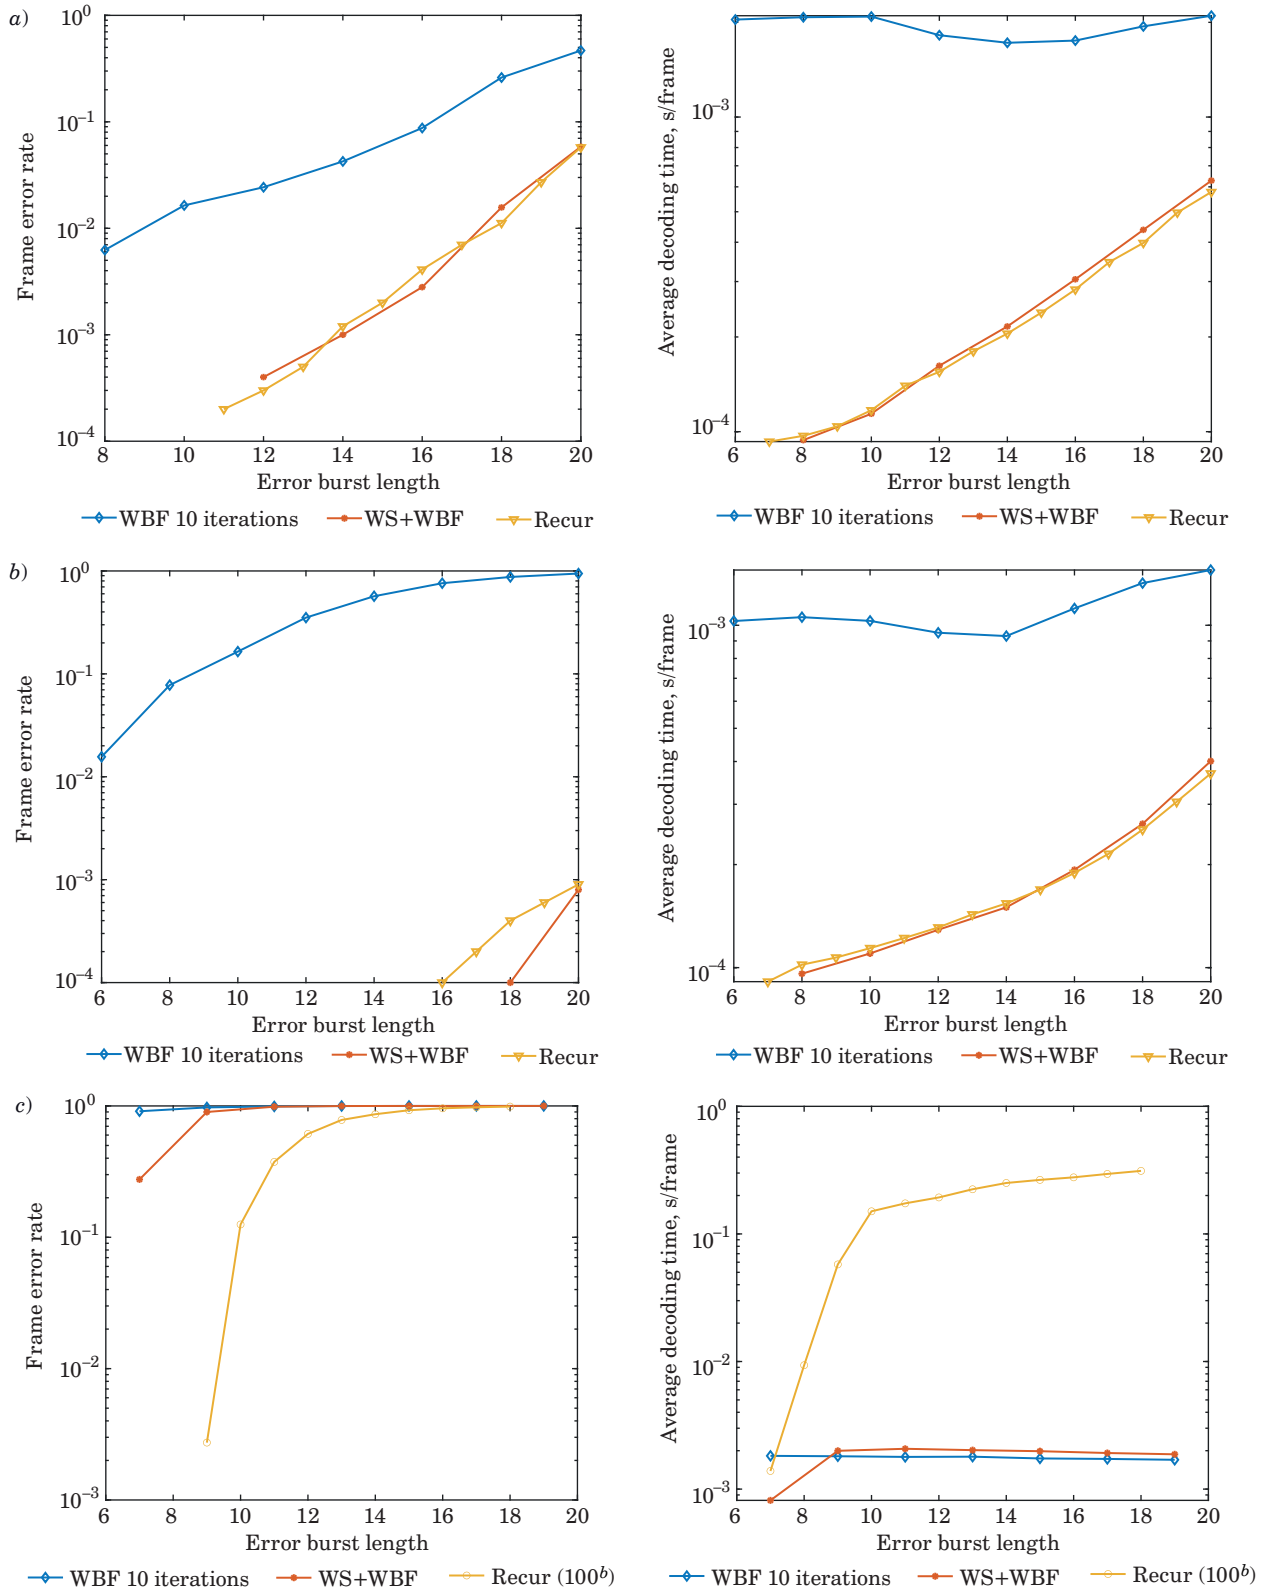 a)
10⁰
10⁻¹
10⁻²
10⁻³
10⁻⁴
Frame error rate
8 10 12 14 16 18 20
Error burst length
WBF 10 iterations WS+WBF Recur
10⁻³
10⁻⁴
Average decoding time, s/frame
6 8 10 12 14 16 18 20
Error burst length
WBF 10 iterations WS+WBF Recur
b)
10⁰
10⁻¹
10⁻²
10⁻³
10⁻⁴
Frame error rate
6 8 10 12 14 16 18 20
Error burst length
WBF 10 iterations WS+WBF Recur
10⁻³
10⁻⁴
Average decoding time, s/frame
6 8 10 12 14 16 18 20
Error burst length
WBF 10 iterations WS+WBF Recur
c)
10⁰
10⁻¹
10⁻²
10⁻³
Frame error rate
6 8 10 12 14 16 18 20
Error burst length
WBF 10 iterations WS+WBF Recur (100ᵇ)
10⁰
10⁻¹
10⁻²
10⁻³
Average decoding time, s/frame
6 8 10 12 14 16 18 20
Error burst length
WBF 10 iterations WS+WBF Recur (100ᵇ)